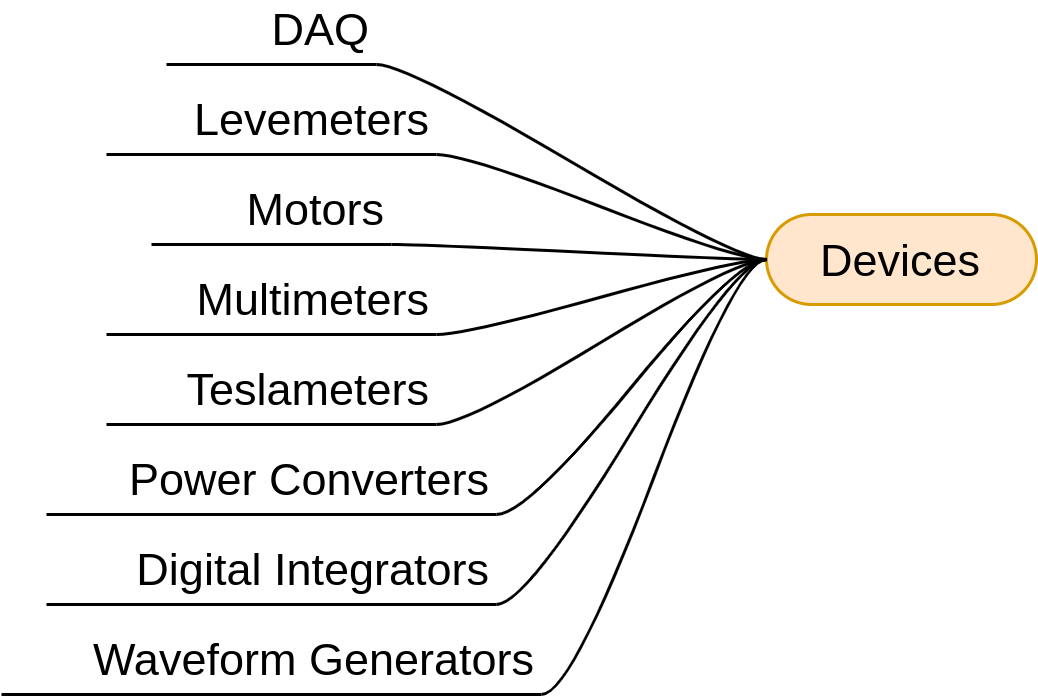 DAQ
Levemeters
Motors
Multimeters
Teslameters
Power Converters
Digital Integrators
Waveform Generators
Devices